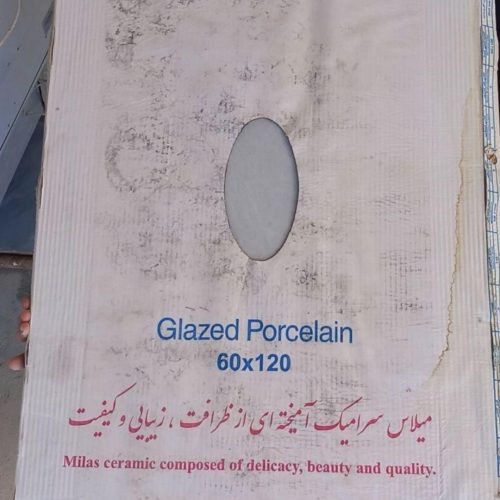 Glazed Porcelain
60x120
میلاس سرامیک آمیخته ای از ظرافت ، زیبایی و کیفیت
Milas ceramic composed of delicacy, beauty and quality.